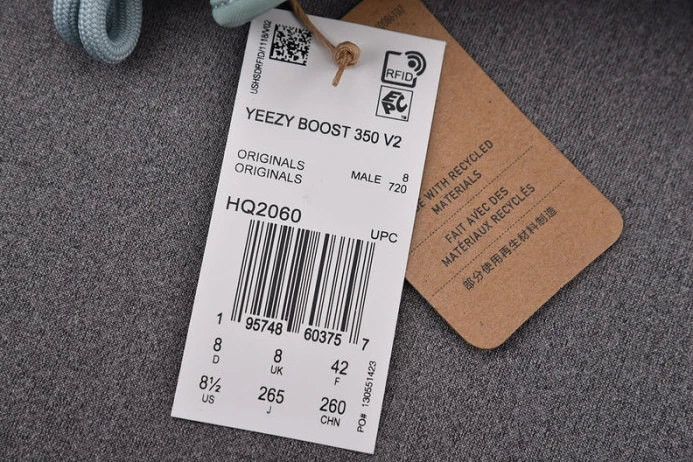 USHSDRFID/1118/V02
RFID
EPC
YEEZY BOOST 350 V2
ORIGINALS
ORIGINALS
MALE 8
720
HQ2060
UPC
1 95748 60375 7
8 8 42
D UK F
8½ 265 260
US J CHN
PO# 130551423
WITH RECYCLED
MATERIALS
FAIT AVEC DES
MATÉRIAUX RECYCLÉS
部分使用再生材料制造